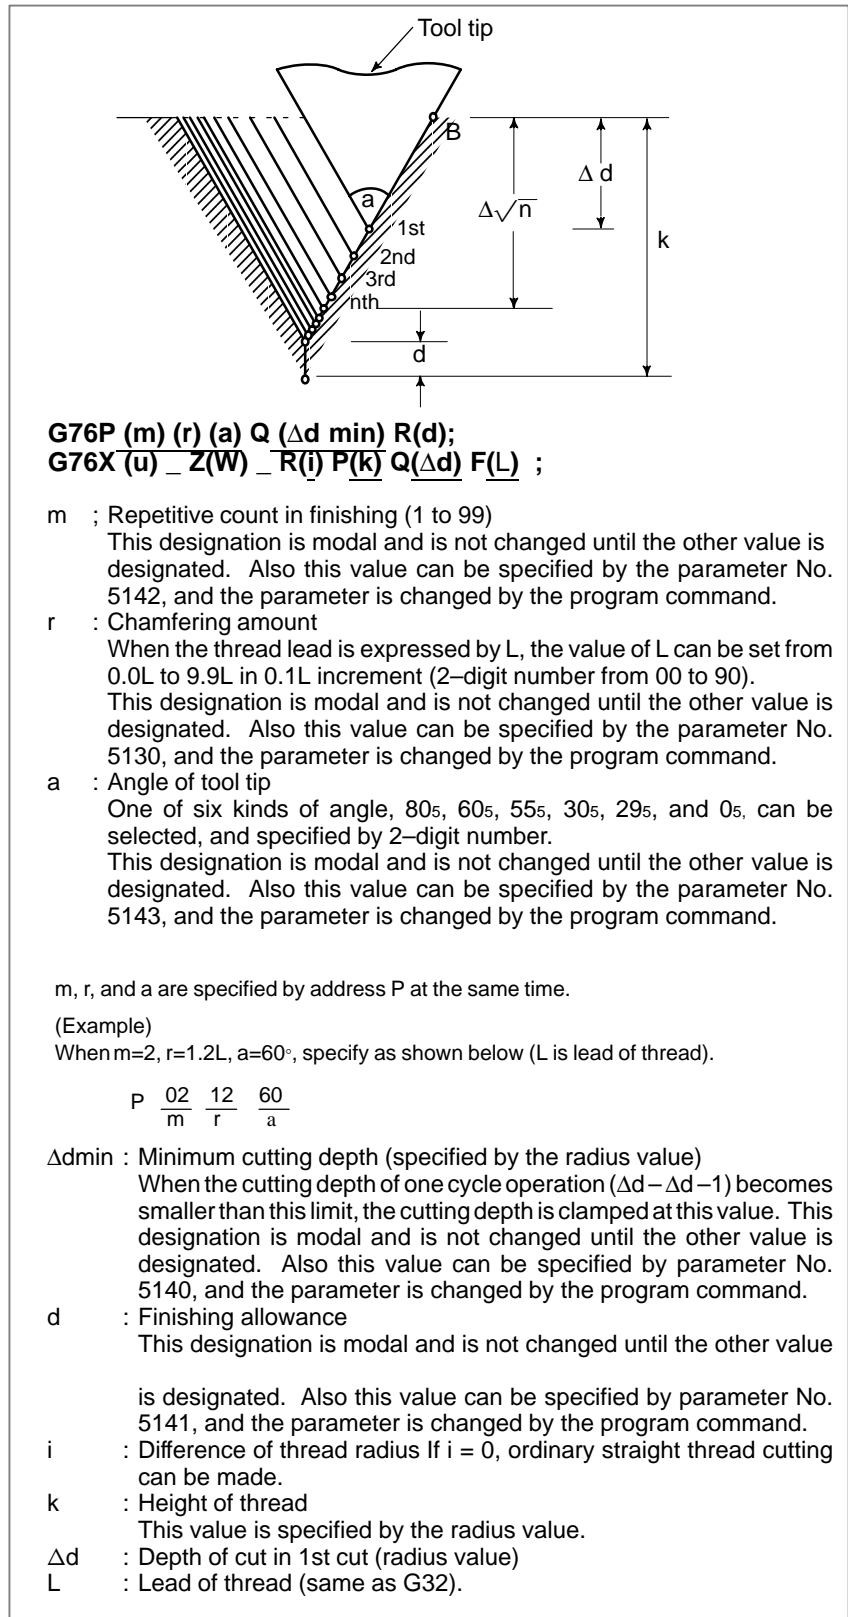 Tool tip
B
Δ d
a
Δ√n
1st
k
2nd
3rd
nth
d
G76P (m) (r) (a) Q (Δd min) R(d);
G76X (u) _ Z(W) _ R(i) P(k) Q(Δd) F(L) ;
m ; Repetitive count in finishing (1 to 99)
This designation is modal and is not changed until the other value is
designated. Also this value can be specified by the parameter No.
5142, and the parameter is changed by the program command.
r : Chamfering amount
When the thread lead is expressed by L, the value of L can be set from
0.0L to 9.9L in 0.1L increment (2–digit number from 00 to 90).
This designation is modal and is not changed until the other value is
designated. Also this value can be specified by the parameter No.
5130, and the parameter is changed by the program command.
a : Angle of tool tip
One of six kinds of angle, 805, 605, 555, 305, 295, and 05, can be
selected, and specified by 2–digit number.
This designation is modal and is not changed until the other value is
designated. Also this value can be specified by the parameter No.
5143, and the parameter is changed by the program command.
m, r, and a are specified by address P at the same time.
(Example)
When m=2, r=1.2L, a=60°, specify as shown below (L is lead of thread).
P 02 12 60
m r a
Δdmin : Minimum cutting depth (specified by the radius value)
When the cutting depth of one cycle operation (Δd – Δd –1) becomes
smaller than this limit, the cutting depth is clamped at this value. This
designation is modal and is not changed until the other value is
designated. Also this value can be specified by parameter No.
5140, and the parameter is changed by the program command.
d : Finishing allowance
This designation is modal and is not changed until the other value
is designated. Also this value can be specified by parameter No.
5141, and the parameter is changed by the program command.
i : Difference of thread radius If i = 0, ordinary straight thread cutting
can be made.
k : Height of thread
This value is specified by the radius value.
Δd : Depth of cut in 1st cut (radius value)
L : Lead of thread (same as G32).